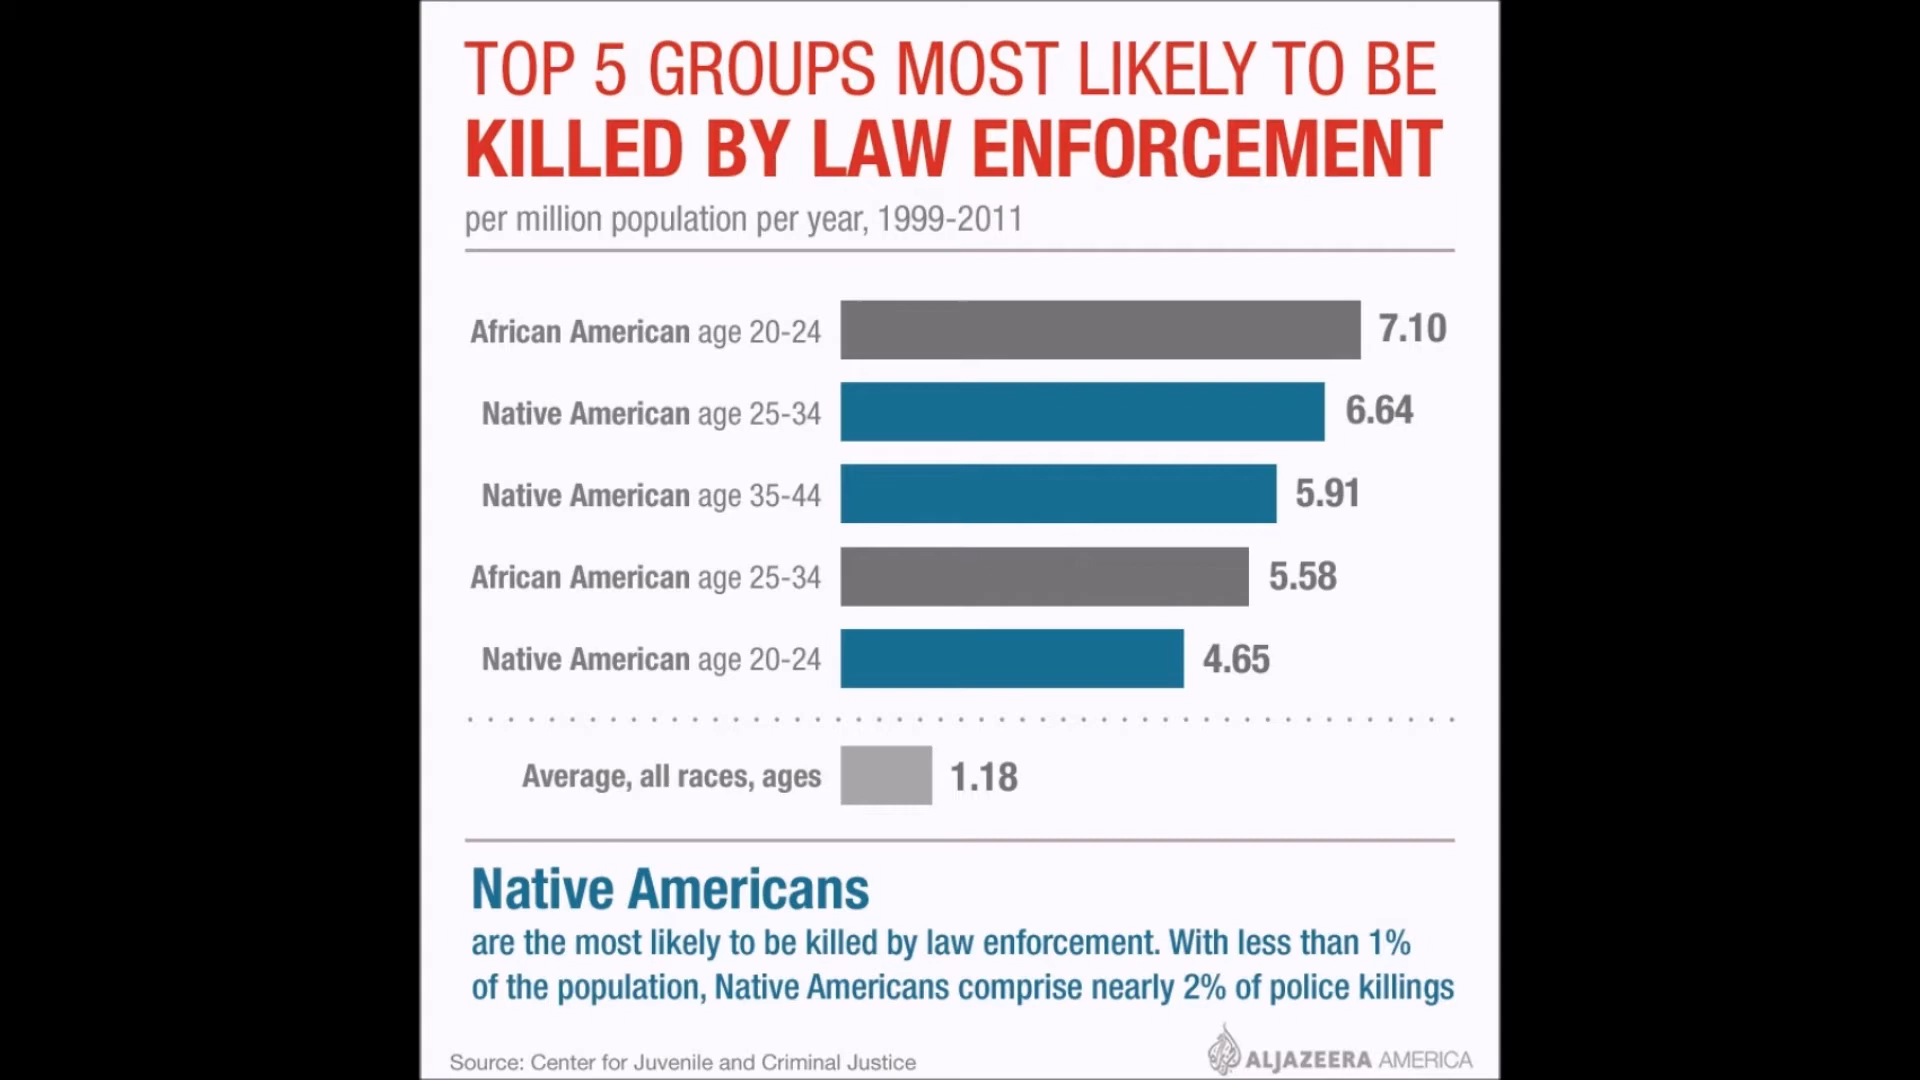 TOP 5 GROUPS MOST LIKELY TO BE
KILLED BY LAW ENFORCEMENT
per million population per year, 1999-2011
African American age 20-24 7.10
Native American age 25-34 6.64
Native American age 35-44 5.91
African American age 25-34 5.58
Native American age 20-24 4.65
Average, all races, ages 1.18
Native Americans
are the most likely to be killed by law enforcement. With less than 1%
of the population, Native Americans comprise nearly 2% of police killings
Source: Center for Juvenile and Criminal Justice
ALJAZEERA AMERICA